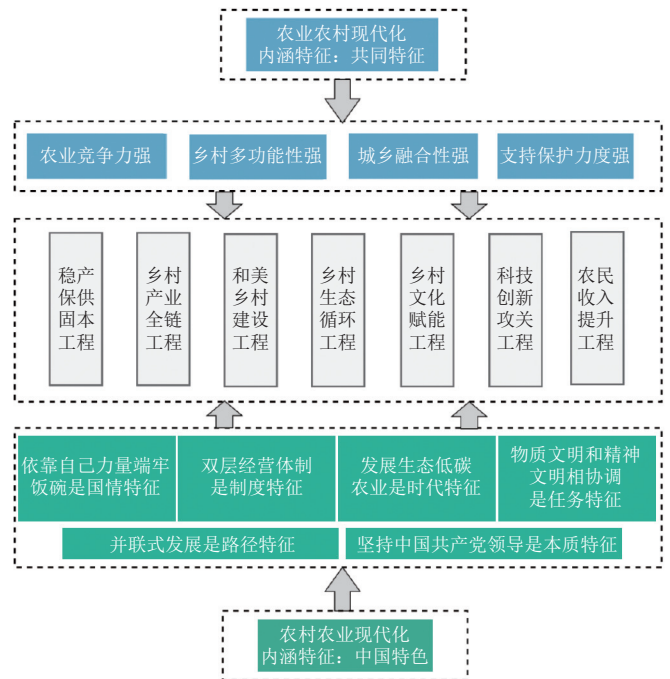 农业农村现代化
内涵特征：共同特征
农业竞争力强
乡村多功能性强
城乡融合性强
支持保护力度强
稳产
保供
固本
工程
乡村
产业
全链
工程
和美
乡村
建设
工程
乡村
生态
循环
工程
乡村
文化
赋能
工程
科技
创新
攻关
工程
农民
收入
提升
工程
依靠自己力量端牢
饭碗是国情特征
双层经营体制
是制度特征
发展生态低碳
农业是时代特征
物质文明和精神
文明相协调
是任务特征
并联式发展是路径特征
坚持中国共产党领导是本质特征
农村农业现代化
内涵特征：中国特色